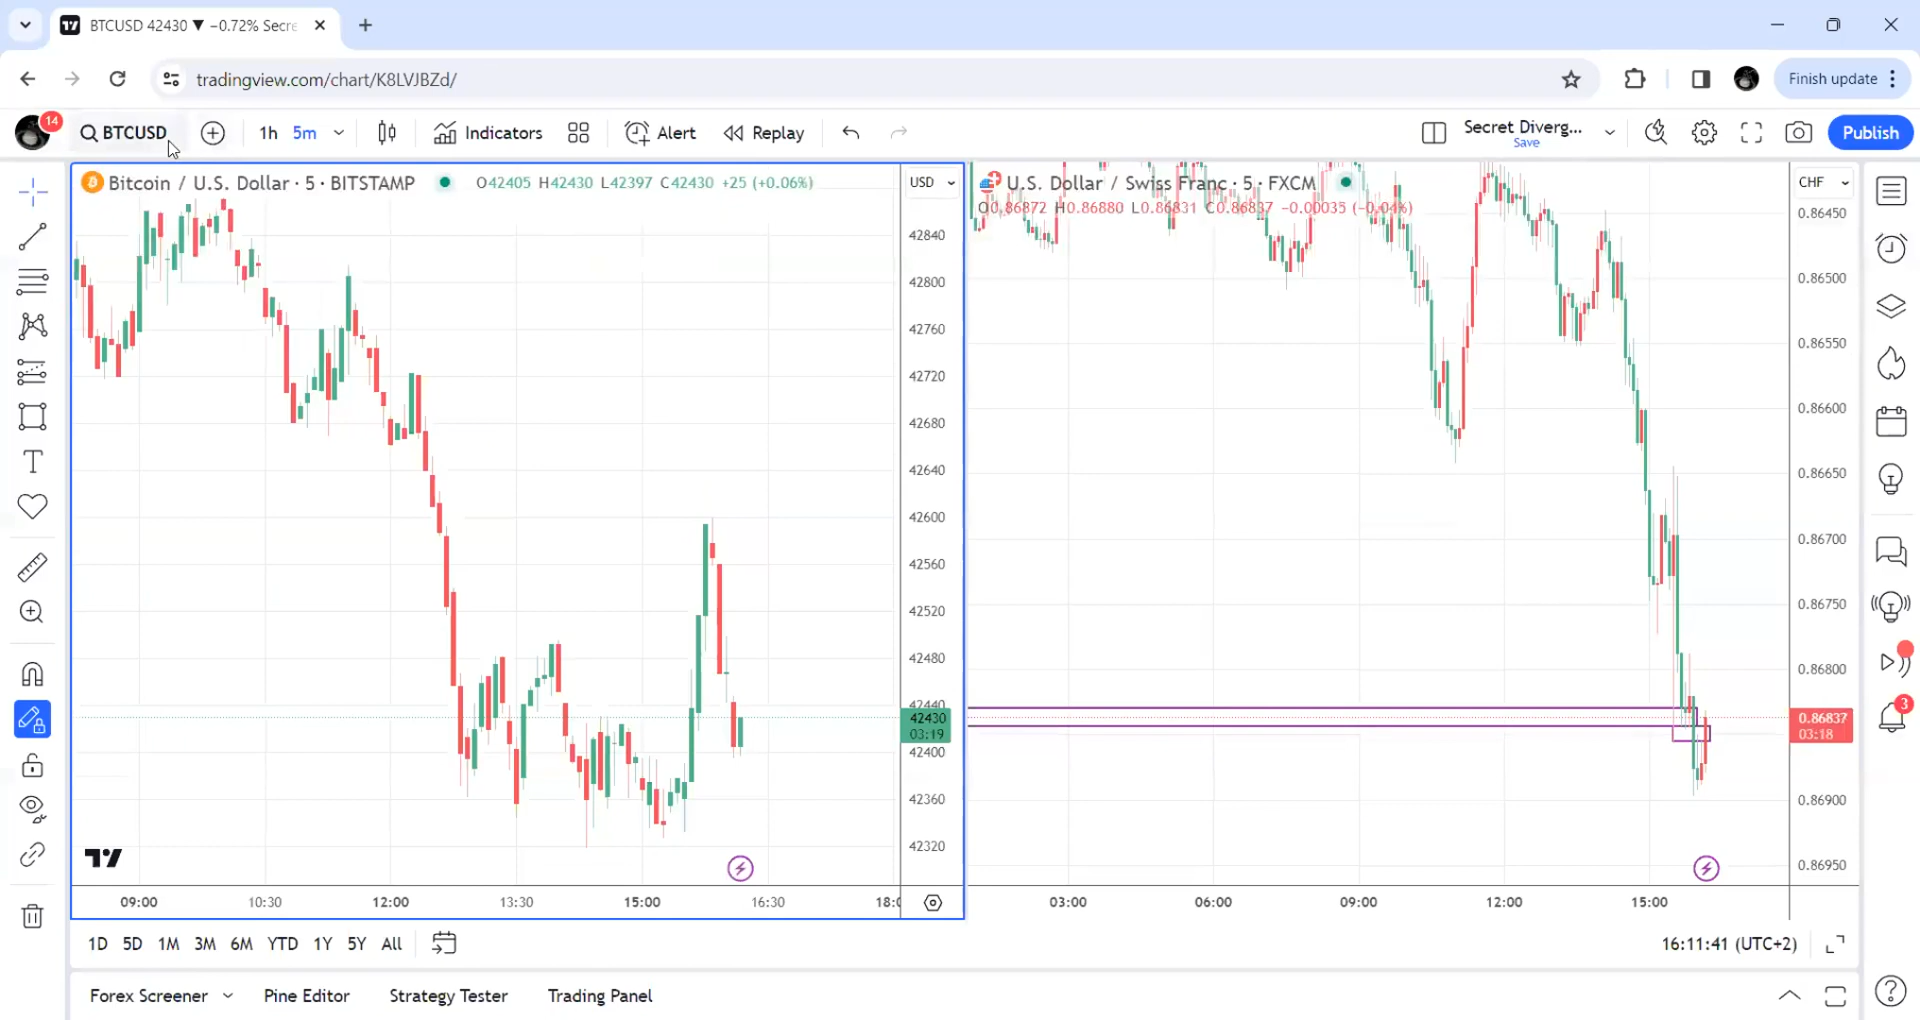 BTCUSD 42430 ▼ −0.72% Secre
tradingview.com/chart/K8LVJBZd/
Finish update
14
BTCUSD
1h 5m
Indicators
Alert
Replay
Secret Diverg...
Save
Publish
Bitcoin / U.S. Dollar · 5 · BITSTAMP
O42405 H42430 L42397 C42430 +25 (+0.06%)
USD
42840
42800
42760
42720
42680
42640
42600
42560
42520
42480
42440
42430
03:19
42400
42360
42320
09:00 10:30 12:00 13:30 15:00 16:30 18:0
U.S. Dollar / Swiss Franc · 5 · FXCM
O0.86872 H0.86880 L0.86831 C0.86837 −0.00035 (−0.04%)
CHF
0.86450
0.86500
0.86550
0.86600
0.86650
0.86700
0.86750
0.86800
0.86837
03:18
0.86900
0.86950
03:00 06:00 09:00 12:00 15:00
3
1D 5D 1M 3M 6M YTD 1Y 5Y All
16:11:41 (UTC+2)
Forex Screener
Pine Editor
Strategy Tester
Trading Panel